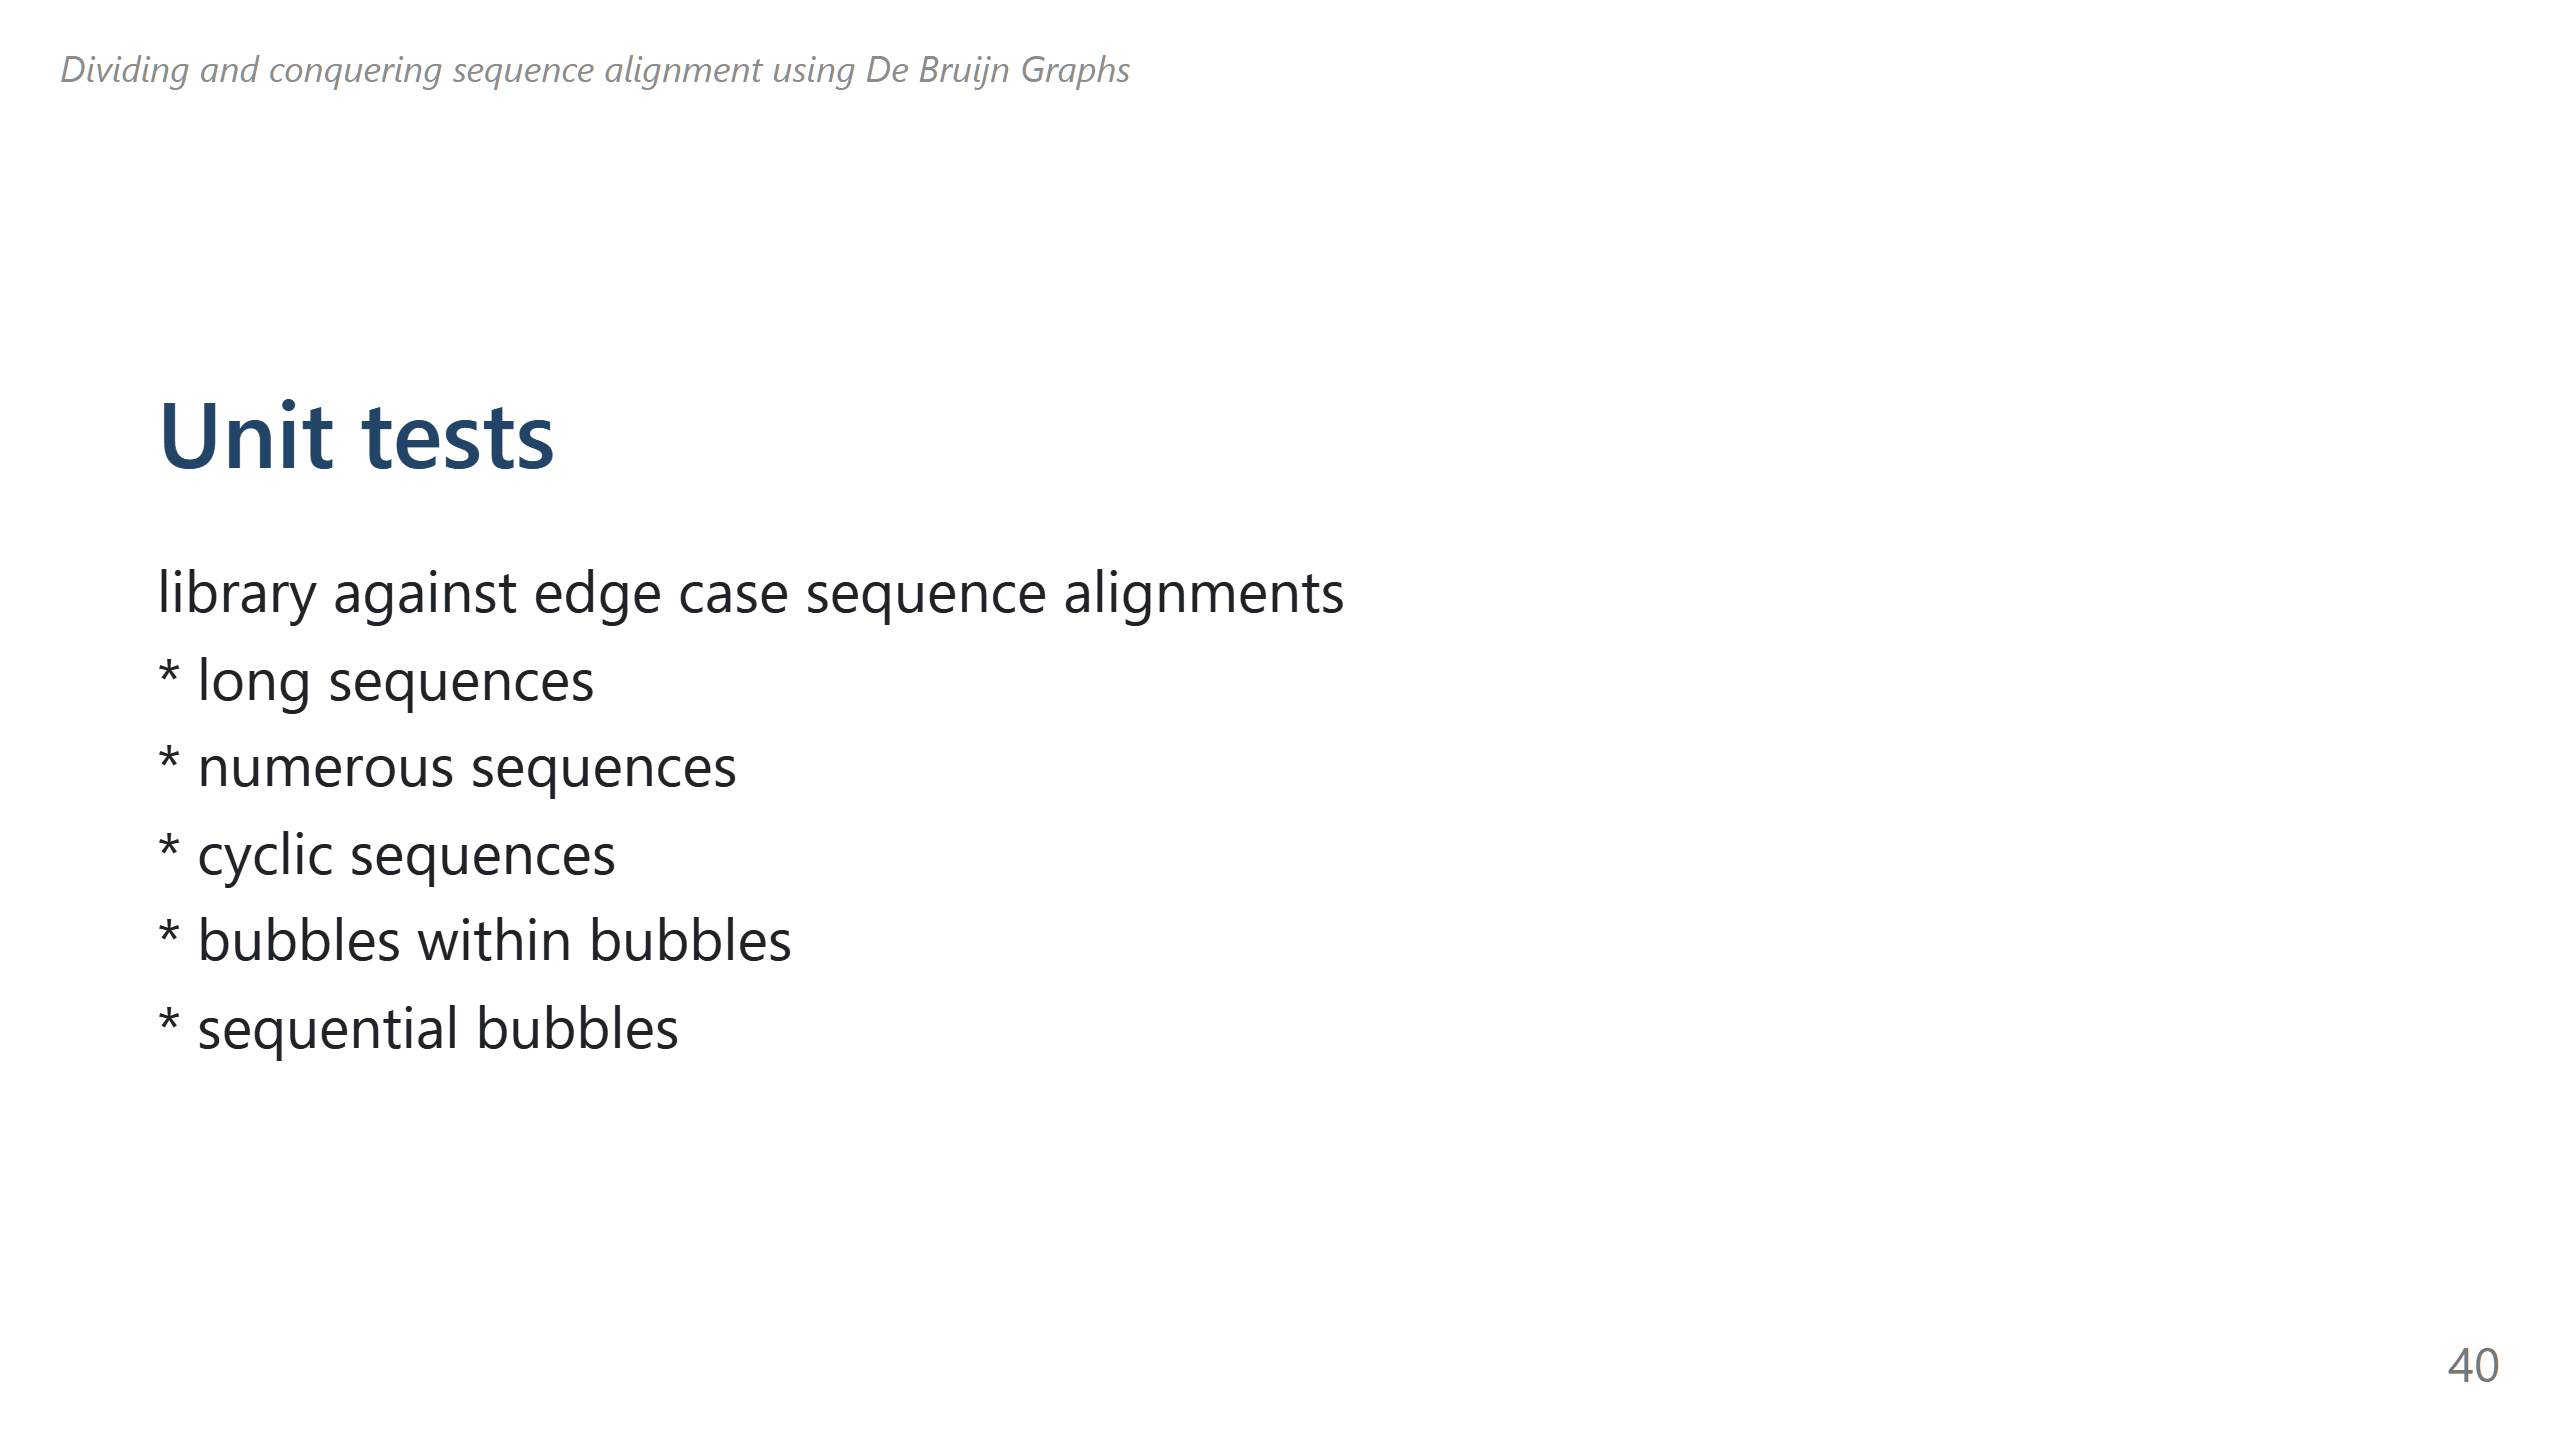 Dividing and conquering sequence alignment using De Bruijn Graphs
Unit tests
library against edge case sequence alignments
* long sequences
* numerous sequences
* cyclic sequences
* bubbles within bubbles
* sequential bubbles
40